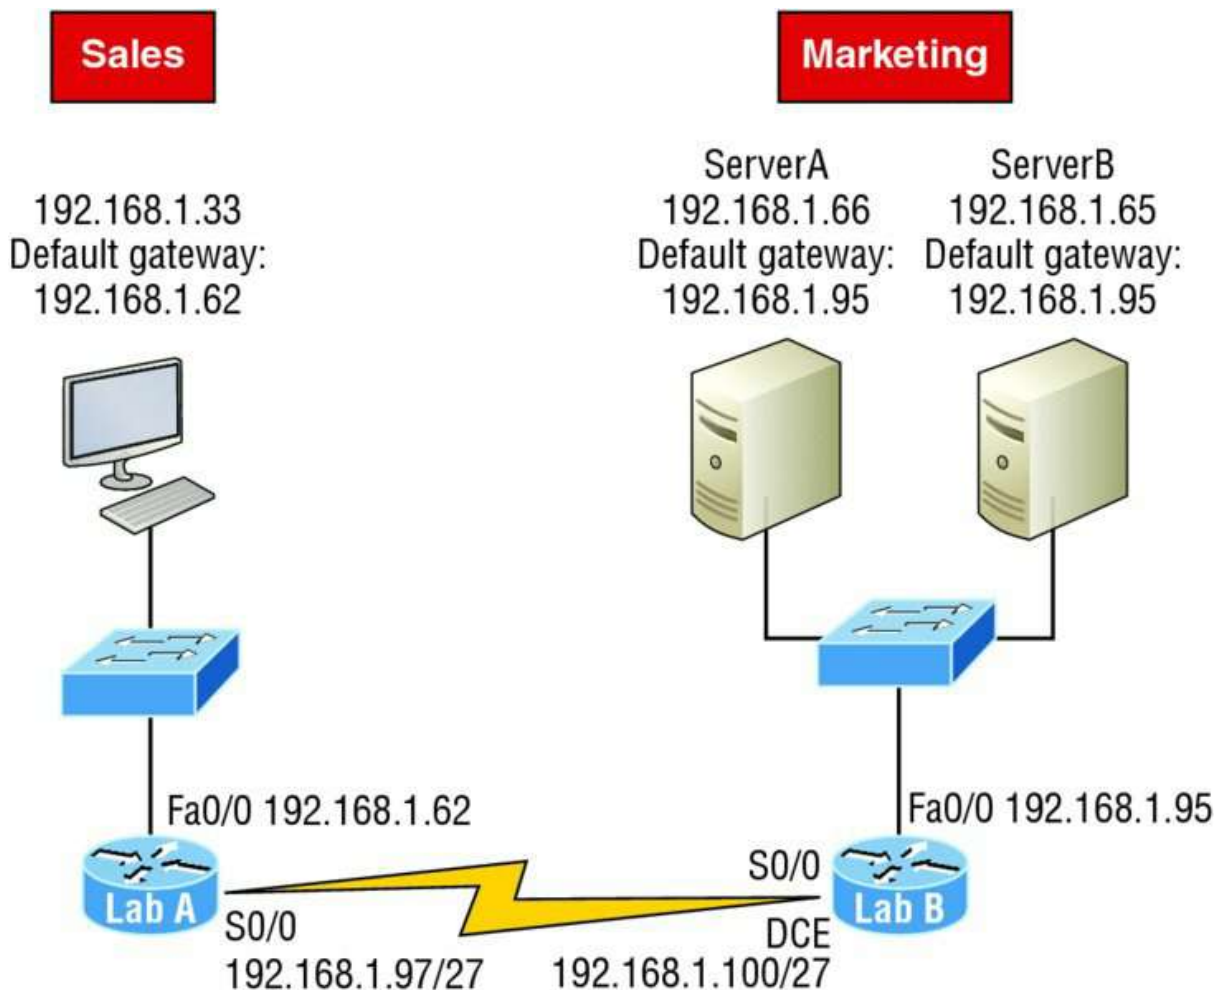 Sales
Marketing
192.168.1.33
Default gateway:
192.168.1.62
ServerA
192.168.1.66
Default gateway:
192.168.1.95
ServerB
192.168.1.65
Default gateway:
192.168.1.95
Fa0/0 192.168.1.62
Lab A
S0/0
192.168.1.97/27
Fa0/0 192.168.1.95
S0/0
Lab B
DCE
192.168.1.100/27